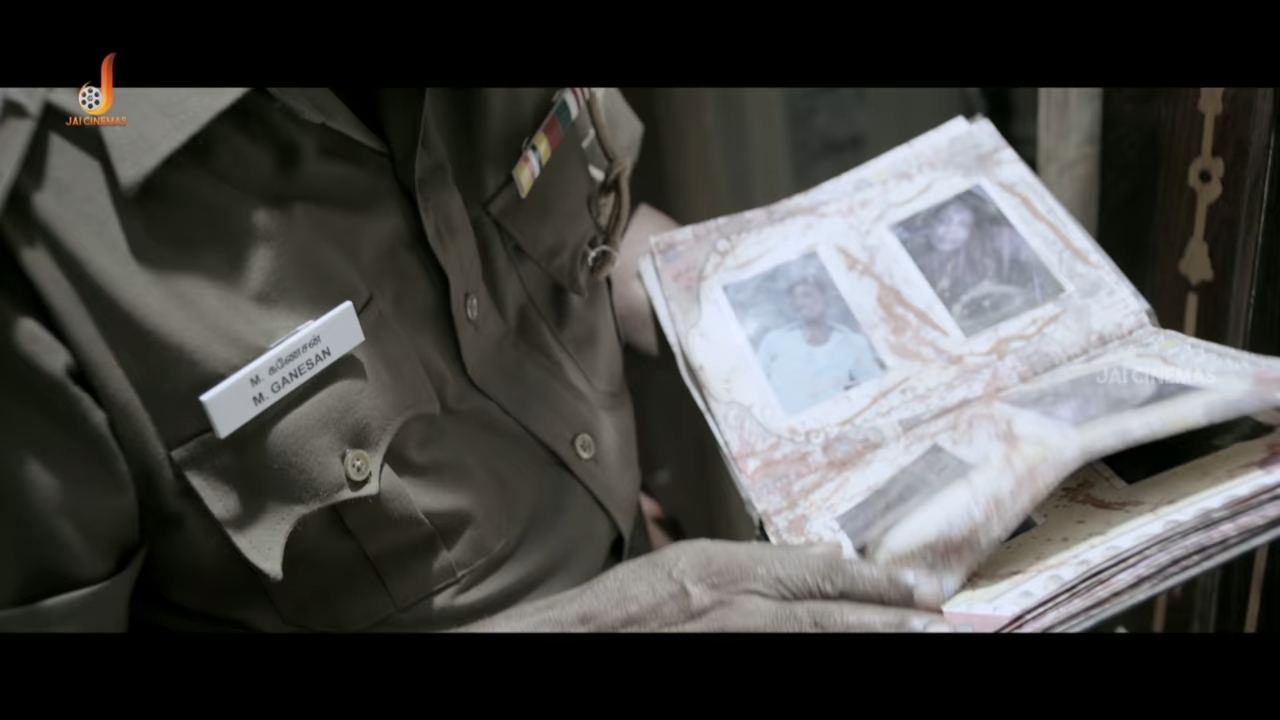 JAI CINEMAS
M. கணேசன்
M. GANESAN
JAI CINEMAS